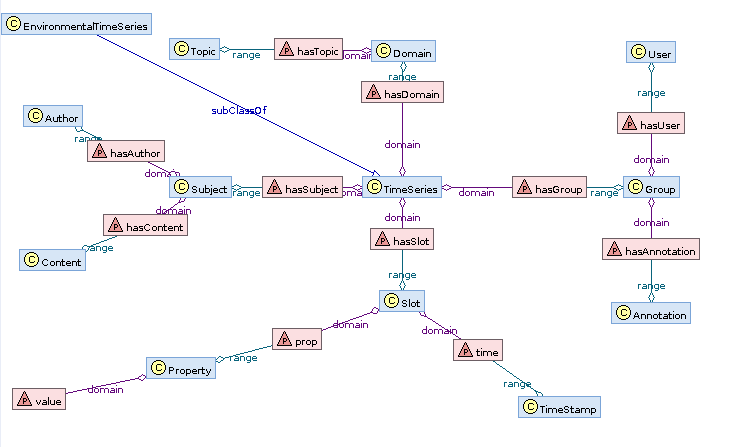 C EnvironmentalTimeSeries
C Topic
range
P hasTopic
domain
C Domain
C User
range
P hasDomain
range
subClassOf
C Author
range
P hasUser
domain
P hasAuthor
domain
domain
C Subject
range
P hasSubject
domain
C TimeSeries
domain
P hasGroup
range
C Group
domain
domain
domain
P hasContent
P hasSlot
P hasAnnotation
range
C Content
range
range
C Slot
C Annotation
domain
domain
P prop
range
P time
C Property
range
domain
P value
C TimeStamp